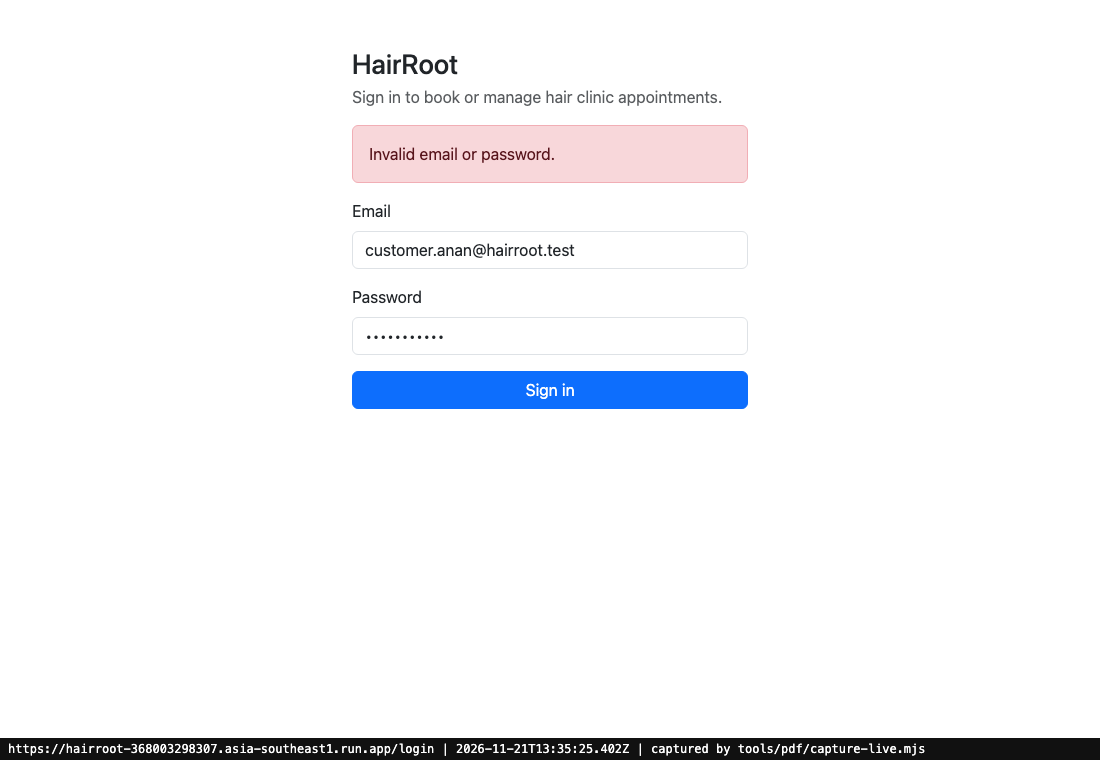 HairRoot
Sign in to book or manage hair clinic appointments.
Invalid email or password.
Email
customer.anan@hairroot.test
Password
•••••••••••
Sign in
https://hairroot-368003298307.asia-southeast1.run.app/login | 2026-11-21T13:35:25.402Z | captured by tools/pdf/capture-live.mjs